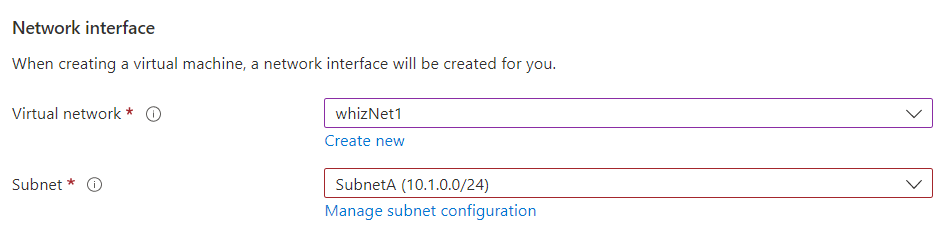 Network interface
When creating a virtual machine, a network interface will be created for you.
Virtual network * whizNet1
Create new
Subnet * SubnetA (10.1.0.0/24)
Manage subnet configuration